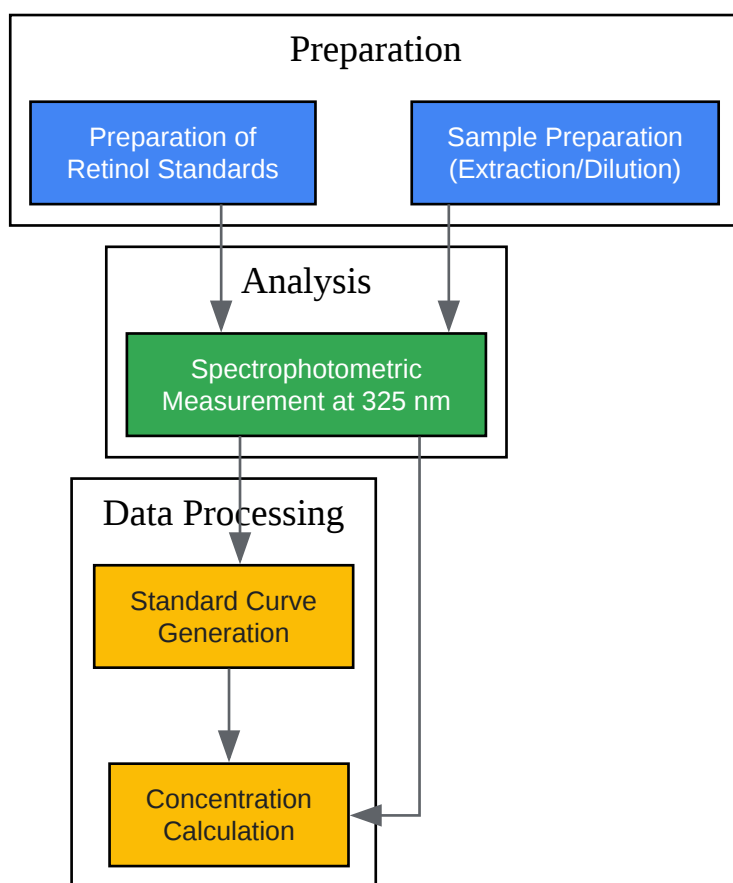 Preparation
Preparation of
Retinol Standards
Sample Preparation
(Extraction/Dilution)
Analysis
Spectrophotometric
Measurement at 325 nm
Data Processing
Standard Curve
Generation
Concentration
Calculation